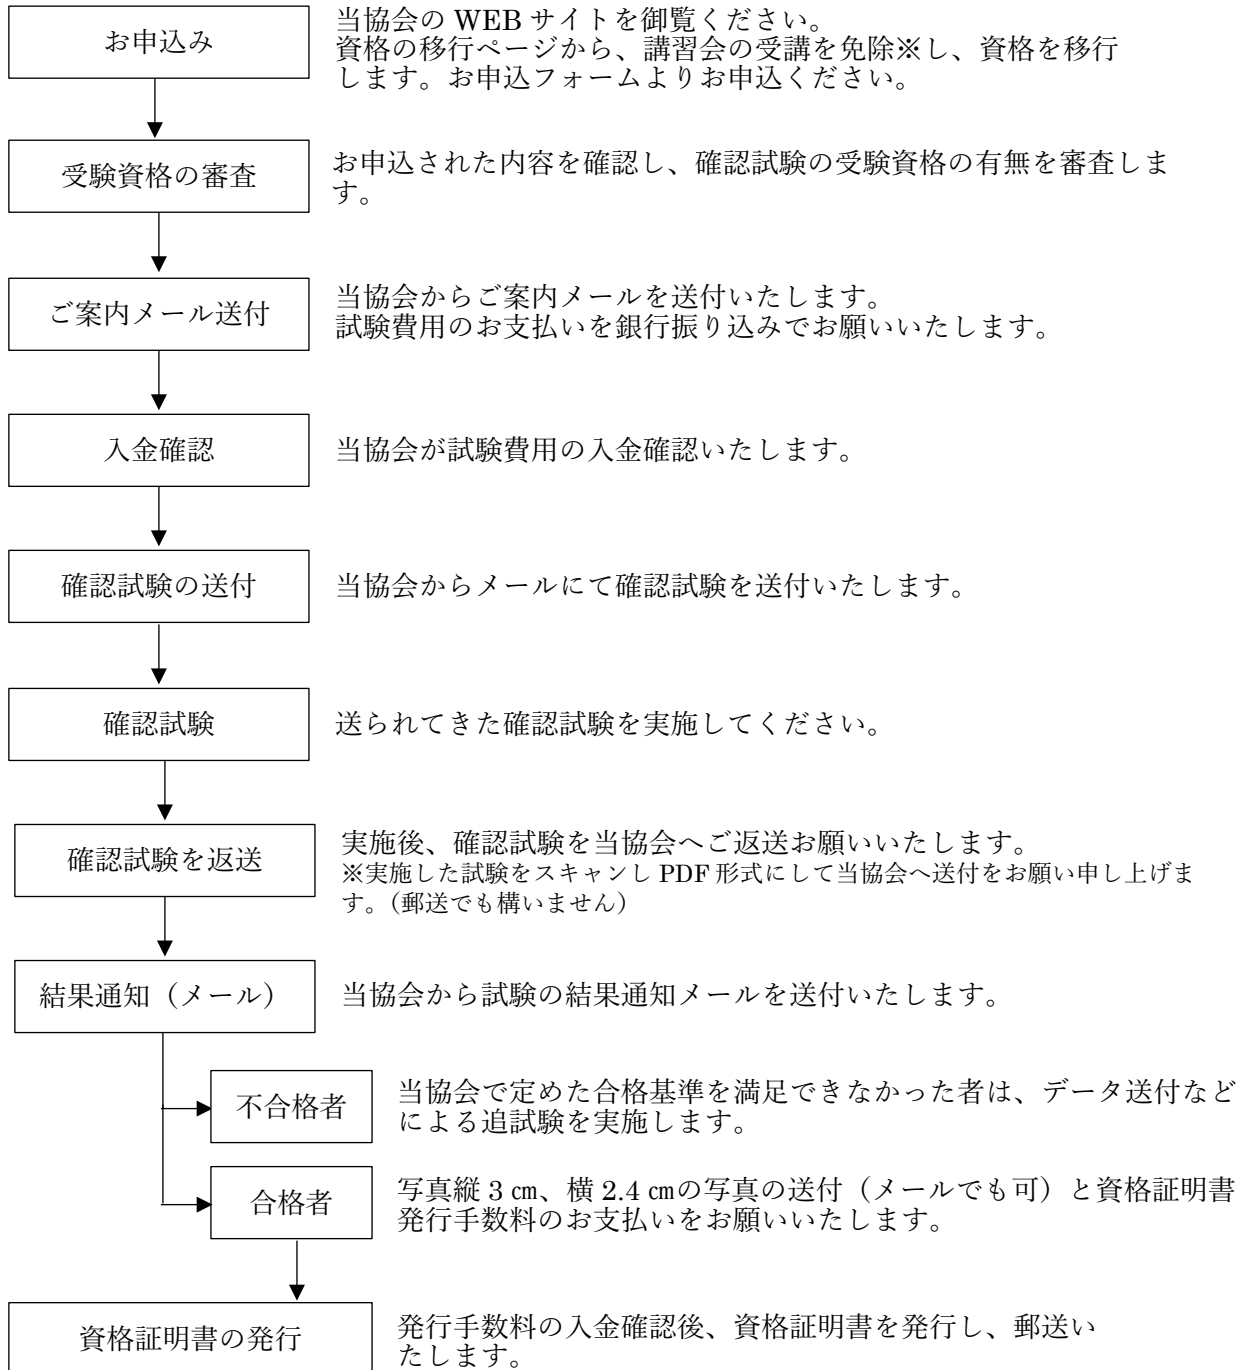 お申込み
当協会の WEB サイトを御覧ください。
資格の移行ページから、講習会の受講を免除※し、資格を移行
します。お申込フォームよりお申込ください。
受験資格の審査
お申込された内容を確認し、確認試験の受験資格の有無を審査しま
す。
ご案内メール送付
当協会からご案内メールを送付いたします。
試験費用のお支払いを銀行振り込みでお願いいたします。
入金確認
当協会が試験費用の入金確認いたします。
確認試験の送付
当協会からメールにて確認試験を送付いたします。
確認試験
送られてきた確認試験を実施してください。
確認試験を返送
実施後、確認試験を当協会へご返送お願いいたします。
※実施した試験をスキャンし PDF 形式にして当協会へ送付をお願い申し上げま
す。（郵送でも構いません）
結果通知（メール）
当協会から試験の結果通知メールを送付いたします。
不合格者
当協会で定めた合格基準を満足できなかった者は、データ送付など
による追試験を実施します。
合格者
写真縦 3 ㎝、横 2.4 ㎝の写真の送付（メールでも可）と資格証明書
発行手数料のお支払いをお願いいたします。
資格証明書の発行
発行手数料の入金確認後、資格証明書を発行し、郵送い
たします。